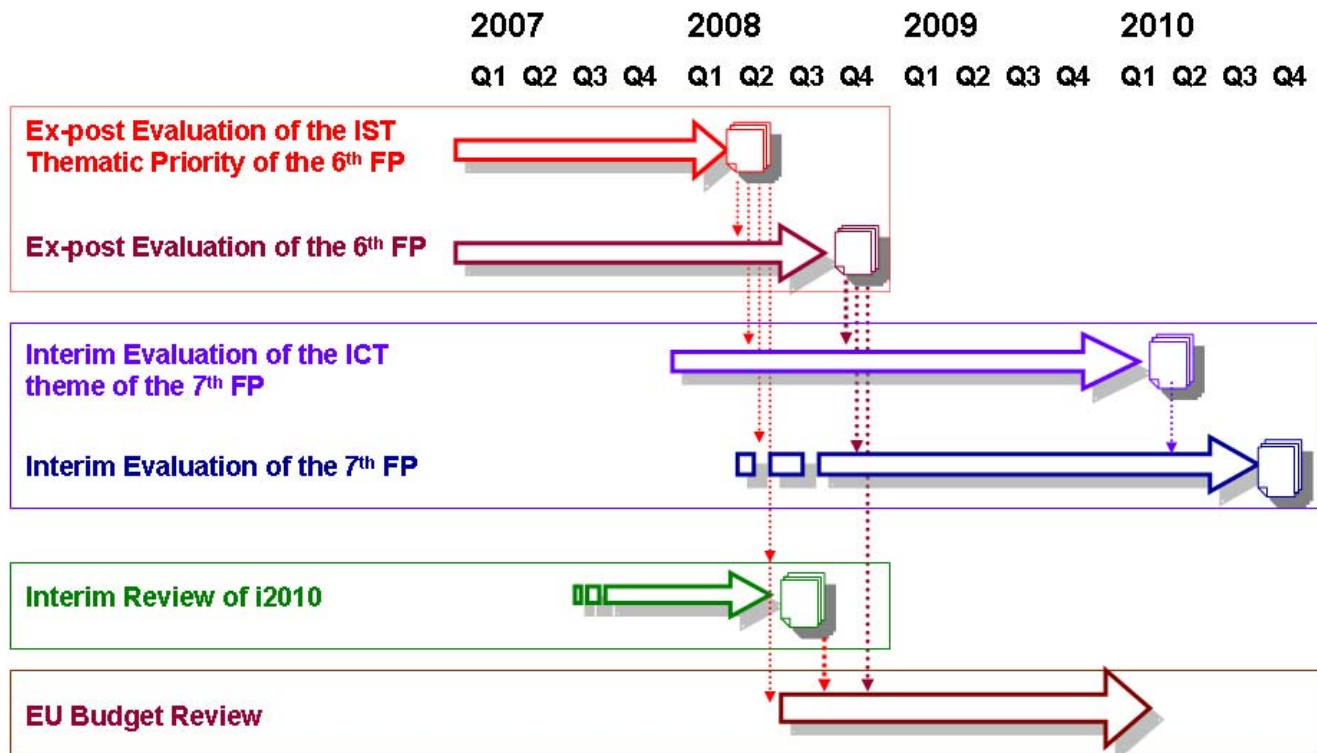 2007 2008 2009 2010
Q1 Q2 Q3 Q4 Q1 Q2 Q3 Q4 Q1 Q2 Q3 Q4 Q1 Q2 Q3 Q4
Ex-post Evaluation of the IST
Thematic Priority of the 6th FP
Ex-post Evaluation of the 6th FP
Interim Evaluation of the ICT
theme of the 7th FP
Interim Evaluation of the 7th FP
Interim Review of i2010
EU Budget Review